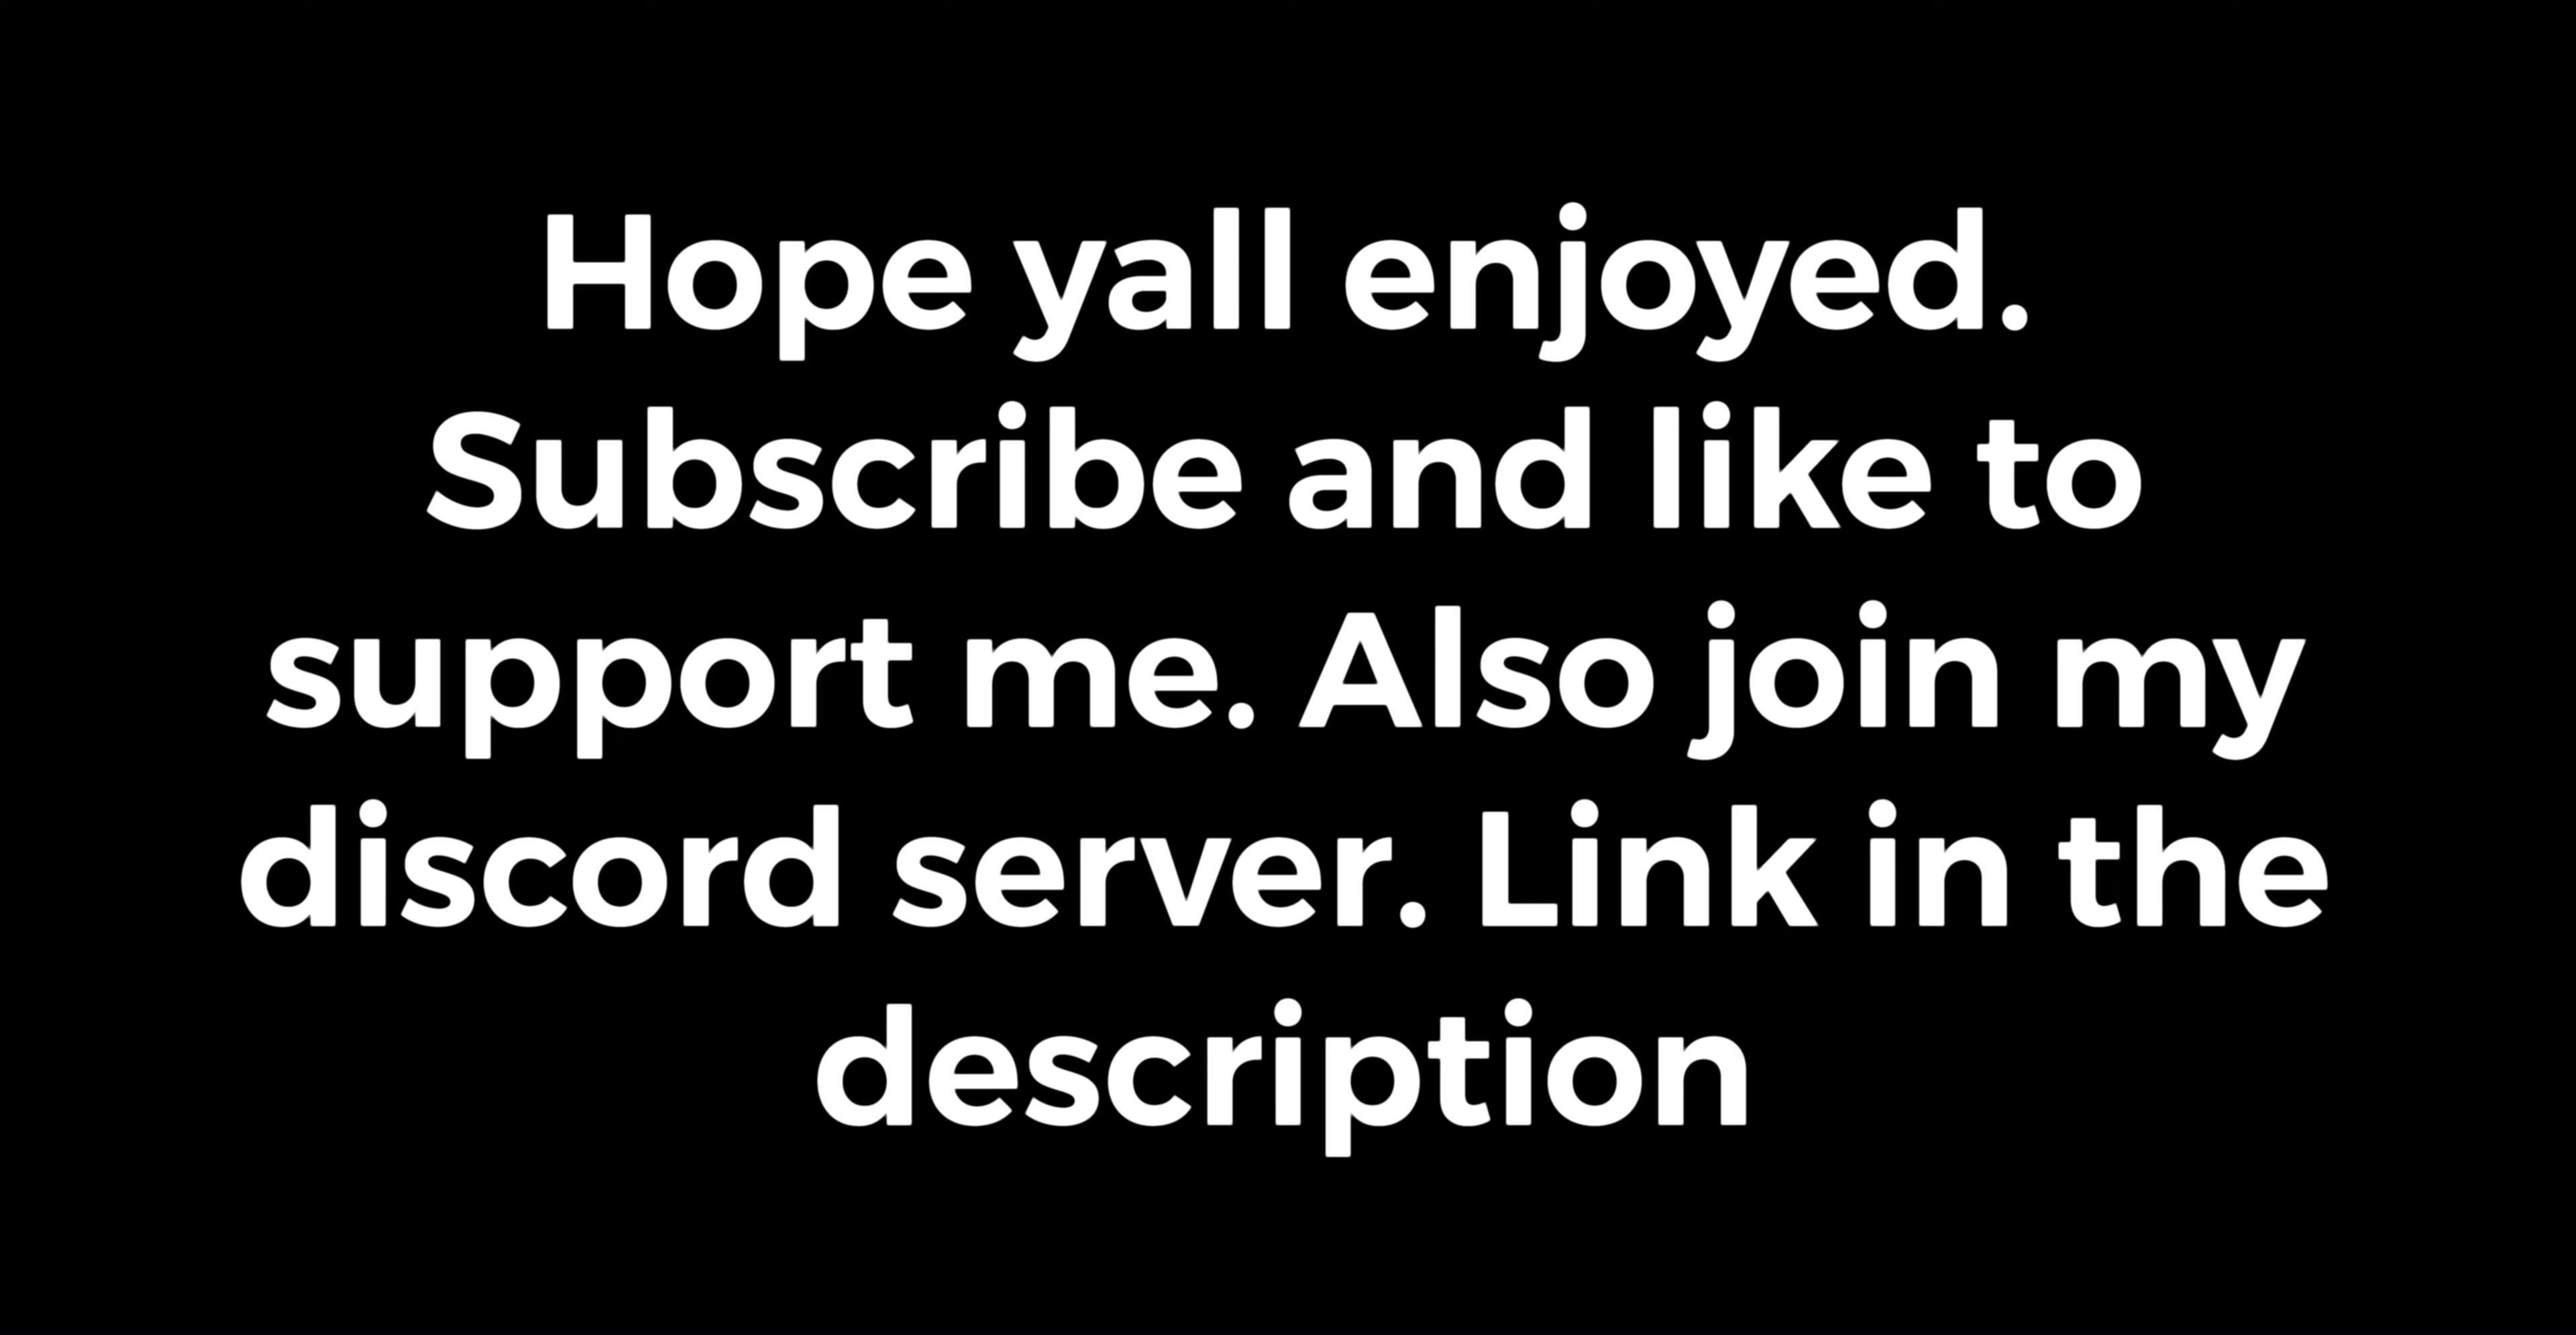 Hope yall enjoyed.
Subscribe and like to
support me. Also join my
discord server. Link in the
description